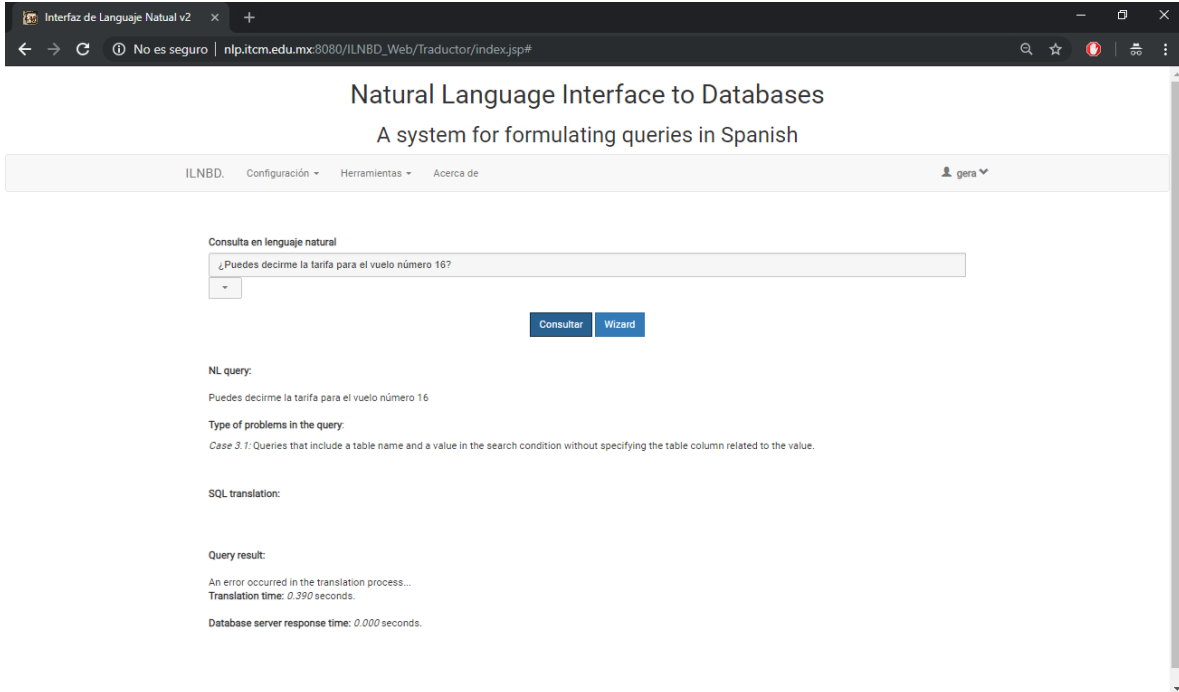 Interfaz de Lenguaje Natual v2
No es seguro | nlp.itcm.edu.mx:8080/ILNBD_Web/Traductor/index.jsp#
Natural Language Interface to Databases
A system for formulating queries in Spanish
ILNBD. Configuración Herramientas Acerca de gera
Consulta en lenguaje natural
¿Puedes decirme la tarifa para el vuelo número 16?
Consultar Wizard
NL query:
Puedes decirme la tarifa para el vuelo número 16
Type of problems in the query:
Case 3.1: Queries that include a table name and a value in the search condition without specifying the table column related to the value.
SQL translation:
Query result:
An error occurred in the translation process...
Translation time: 0.390 seconds.
Database server response time: 0.000 seconds.